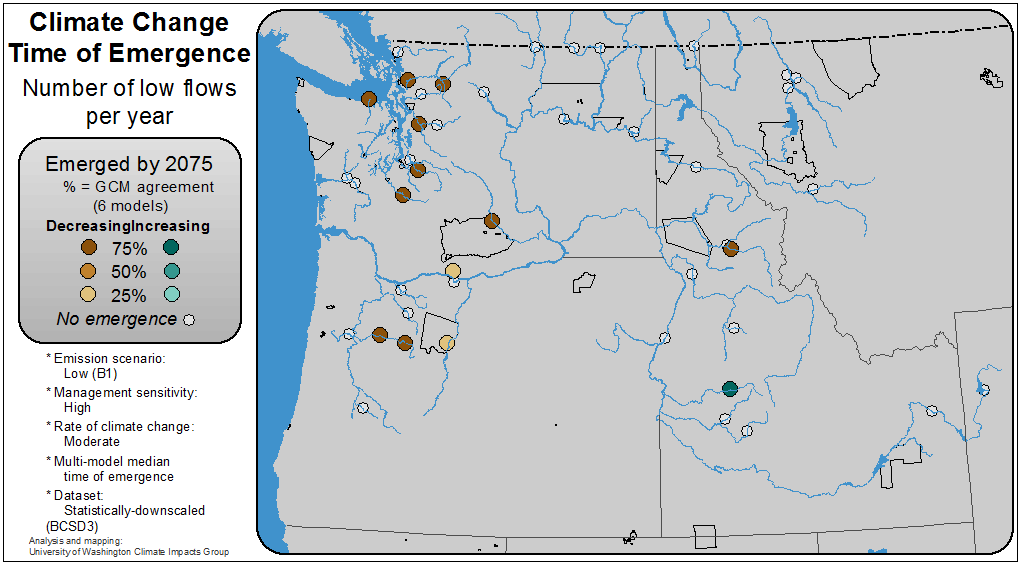 Climate Change
Time of Emergence
Number of low flows
per year
Emerged by 2075
% = GCM agreement
(6 models)
DecreasingIncreasing
75%
50%
25%
No emergence
* Emission scenario:
Low (B1)
* Management sensitivity:
High
* Rate of climate change:
Moderate
* Multi-model median
time of emergence
* Dataset:
Statistically-downscaled
(BCSD3)
Analysis and mapping:
University of Washington Climate Impacts Group